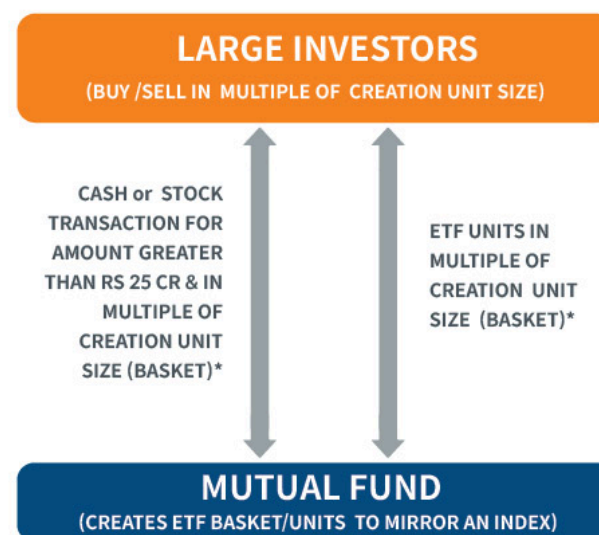 LARGE INVESTORS
(BUY /SELL IN MULTIPLE OF CREATION UNIT SIZE)
CASH or STOCK
TRANSACTION FOR
AMOUNT GREATER
THAN RS 25 CR & IN
MULTIPLE OF
CREATION UNIT
SIZE (BASKET)*
ETF UNITS IN
MULTIPLE OF
CREATION UNIT
SIZE (BASKET)*
MUTUAL FUND
(CREATES ETF BASKET/UNITS TO MIRROR AN INDEX)